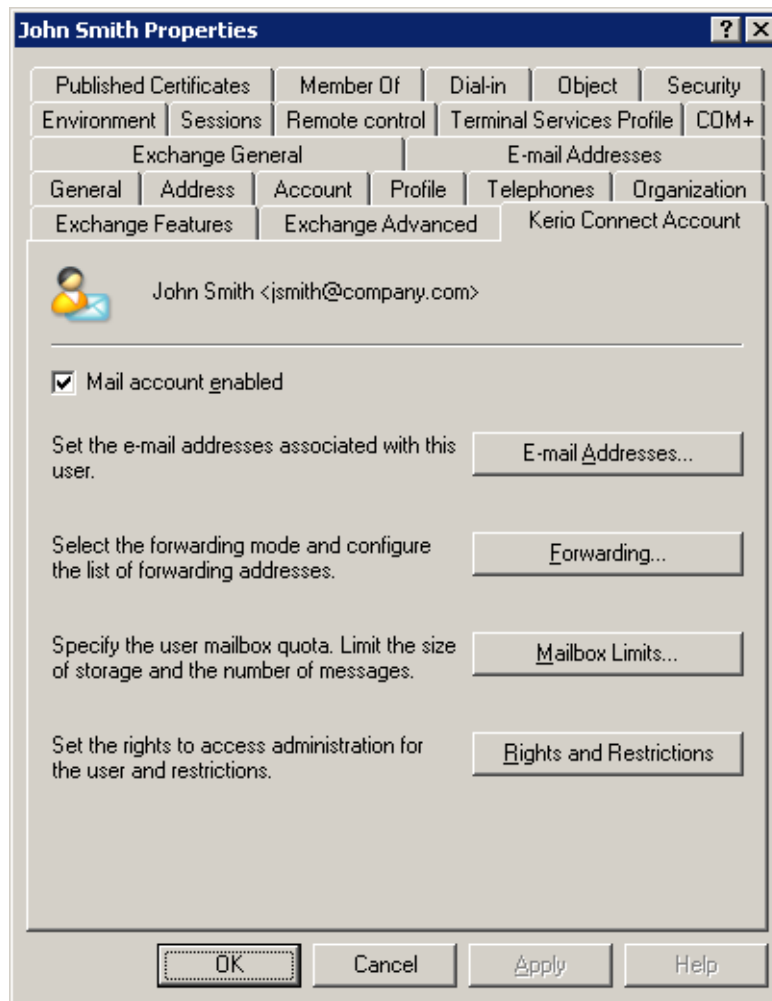 John Smith Properties
Published Certificates Member Of Dial-in Object Security
Environment Sessions Remote control Terminal Services Profile COM+
Exchange General E-mail Addresses
General Address Account Profile Telephones Organization
Exchange Features Exchange Advanced Kerio Connect Account
John Smith <jsmith@company.com>
Mail account enabled
Set the e-mail addresses associated with this
user.
E-mail Addresses...
Select the forwarding mode and configure
the list of forwarding addresses.
Forwarding...
Specify the user mailbox quota. Limit the size
of storage and the number of messages.
Mailbox Limits...
Set the rights to access administration for
the user and restrictions.
Rights and Restrictions
OK Cancel Apply Help